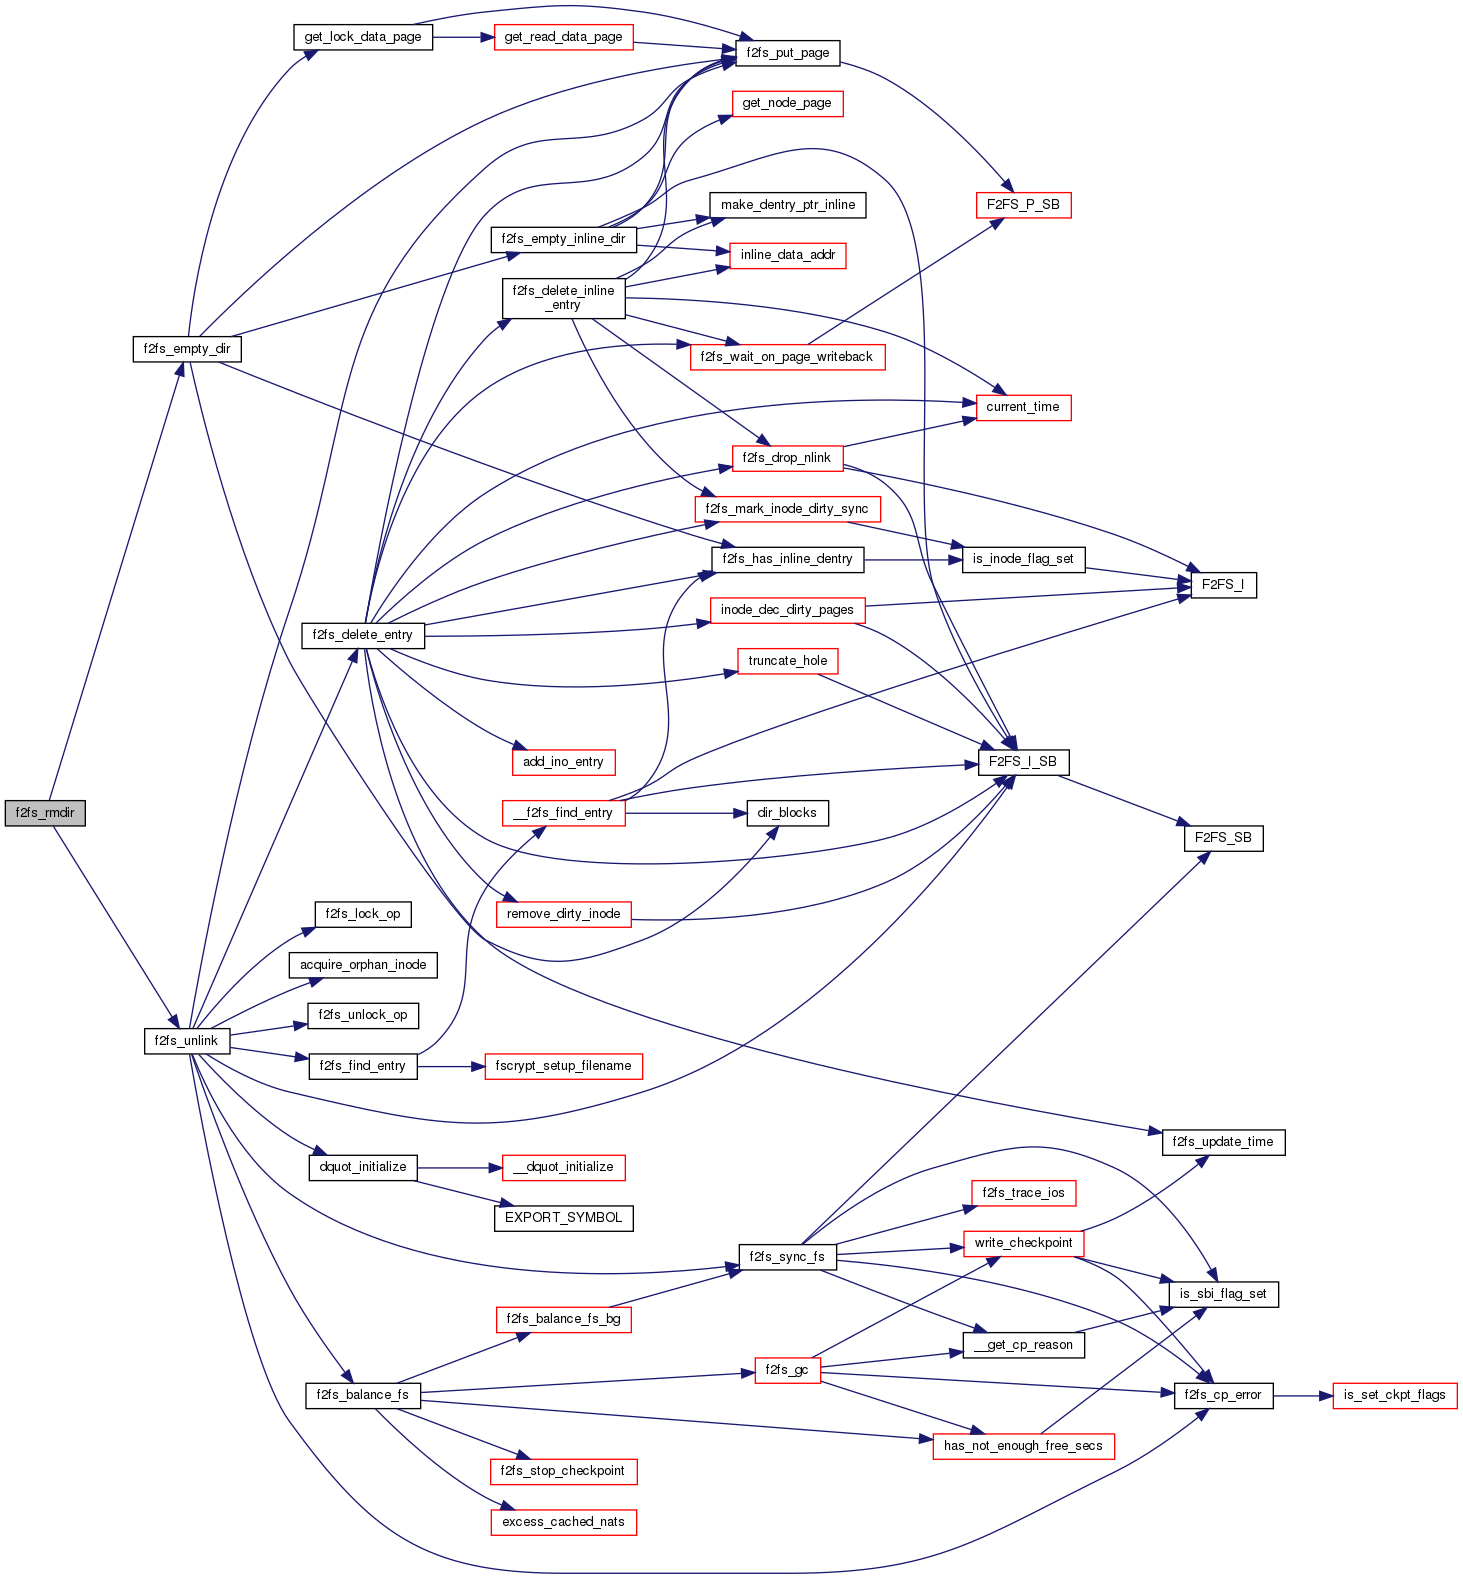 get_lock_data_page
get_read_data_page
f2fs_put_page
get_node_page
make_dentry_ptr_inline
F2FS_P_SB
f2fs_empty_inline_dir
inline_data_addr
f2fs_delete_inline
_entry
f2fs_empty_dir
f2fs_wait_on_page_writeback
current_time
f2fs_drop_nlink
f2fs_mark_inode_dirty_sync
f2fs_has_inline_dentry
is_inode_flag_set
F2FS_I
inode_dec_dirty_pages
f2fs_delete_entry
truncate_hole
add_ino_entry
F2FS_I_SB
f2fs_rmdir
__f2fs_find_entry
dir_blocks
F2FS_SB
f2fs_lock_op
remove_dirty_inode
acquire_orphan_inode
f2fs_unlock_op
f2fs_unlink
f2fs_find_entry
fscrypt_setup_filename
f2fs_update_time
dquot_initialize
__dquot_initialize
f2fs_trace_ios
EXPORT_SYMBOL
write_checkpoint
f2fs_sync_fs
is_sbi_flag_set
f2fs_balance_fs_bg
__get_cp_reason
f2fs_gc
f2fs_balance_fs
f2fs_cp_error
is_set_ckpt_flags
has_not_enough_free_secs
f2fs_stop_checkpoint
excess_cached_nats